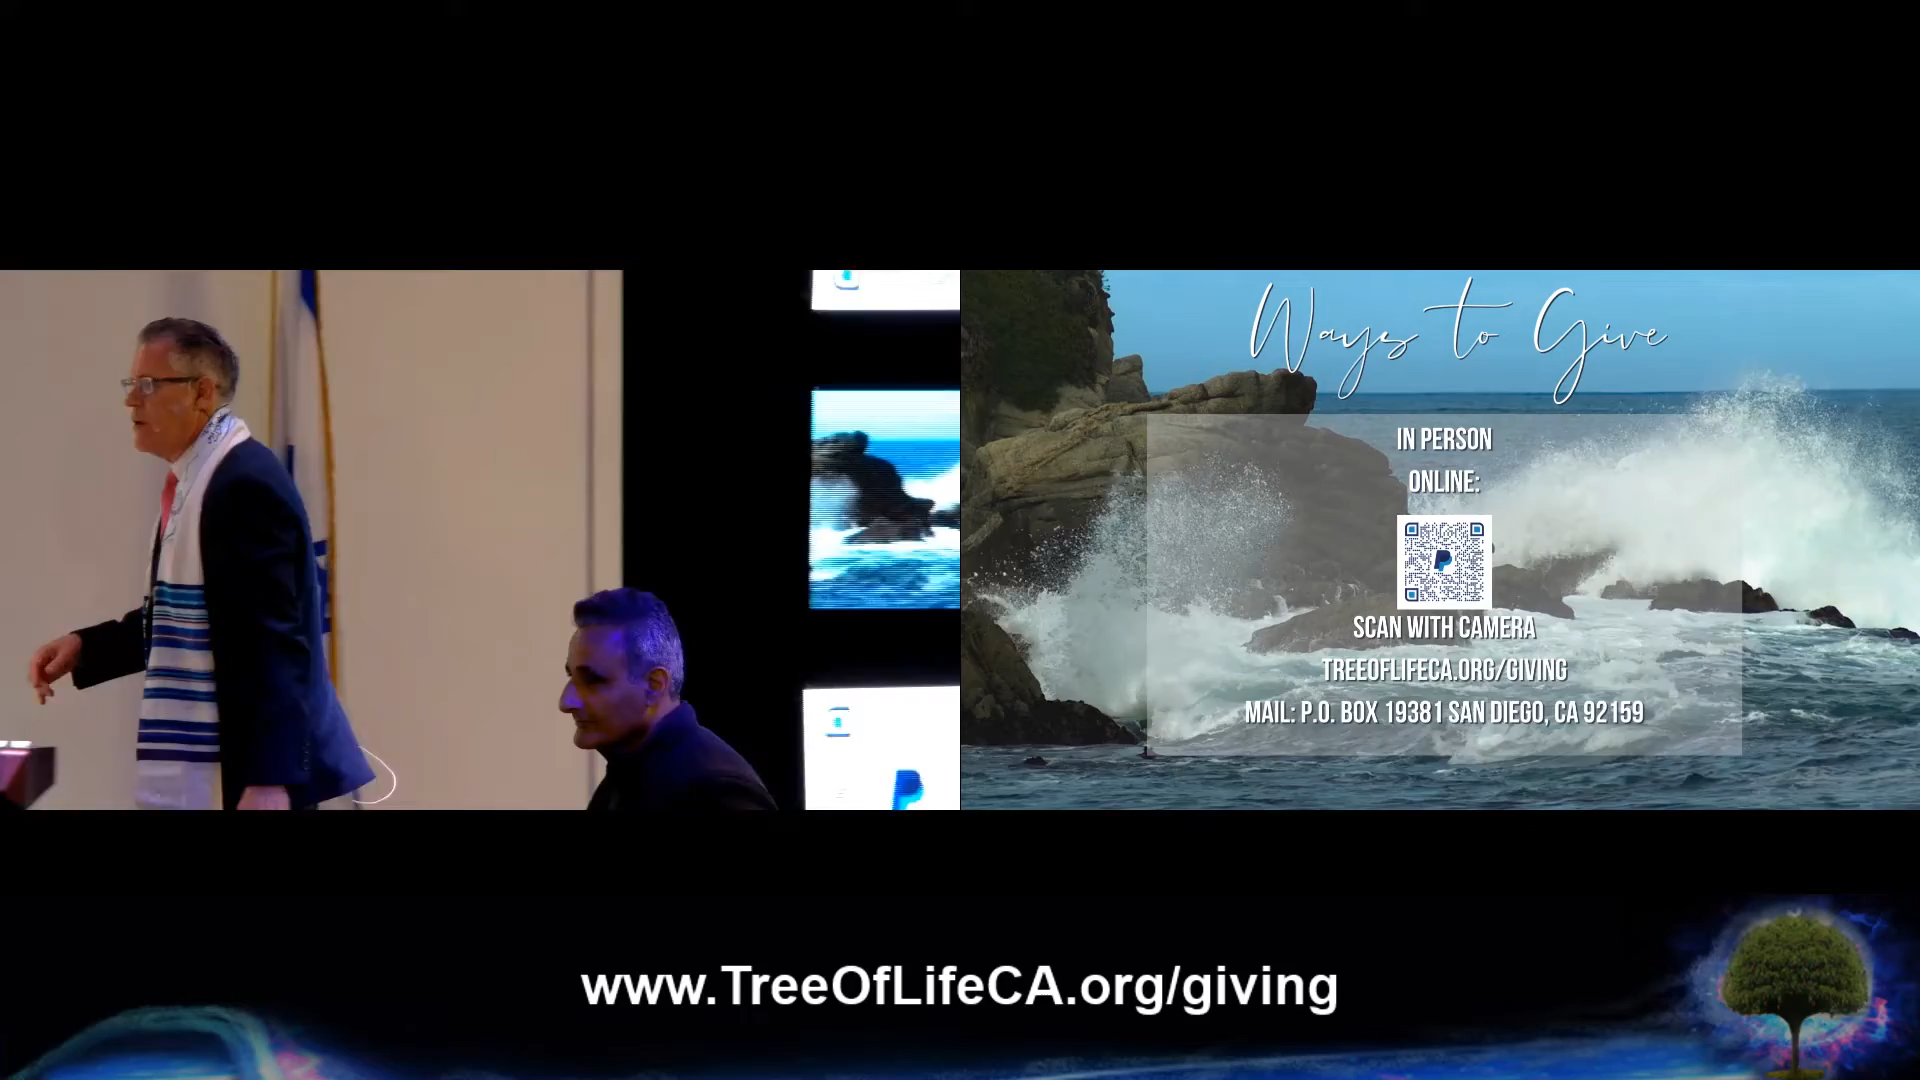 Ways to Give
IN PERSON
ONLINE:
SCAN WITH CAMERA
TREEOFLIFECA.ORG/GIVING
MAIL: P.O. BOX 19381 SAN DIEGO, CA 92159
www.TreeOfLifeCA.org/giving